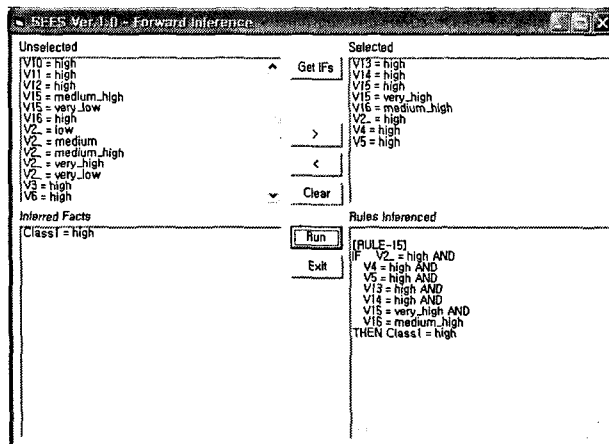 SEES Ver.1.0 - Forward Inference
Unselected
V10 = high
V11 = high
V12 = high
V15 = medium_high
V15 = very_low
V16 = high
V2_ = low
V2_ = medium
V2_ = medium_high
V2_ = very_high
V2_ = very_low
V3 = high
V6 = high
Get IFs
>
<
Clear
Selected
V13 = high
V14 = high
V15 = high
V15 = very_high
V16 = medium_high
V2_ = high
V4 = high
V5 = high
Inferred Facts
Class1 = high
Run
Exit
Rules Inferenced
[RULE-15]
IF V2_ = high AND
V4 = high AND
V5 = high AND
V13 = high AND
V14 = high AND
V15 = very_high AND
V16 = medium_high
THEN Class1 = high